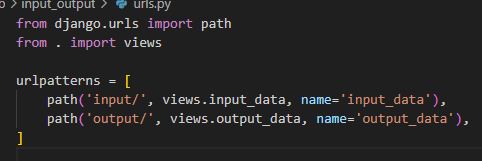 input_output > urls.py
from django.urls import path
from . import views
urlpatterns = [
    path('input/', views.input_data, name='input_data'),
    path('output/', views.output_data, name='output_data'),
]